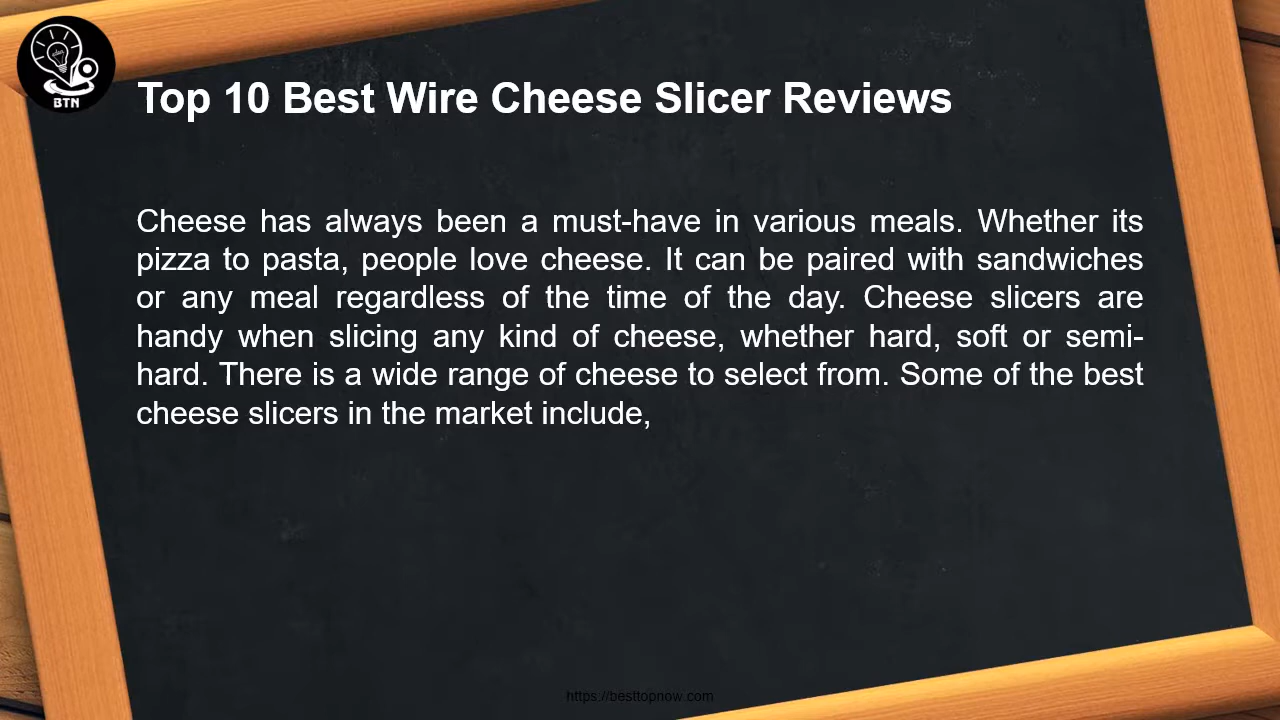 BTN
Top 10 Best Wire Cheese Slicer Reviews
Cheese has always been a must-have in various meals. Whether its
pizza to pasta, people love cheese. It can be paired with sandwiches
or any meal regardless of the time of the day. Cheese slicers are
handy when slicing any kind of cheese, whether hard, soft or semi-
hard. There is a wide range of cheese to select from. Some of the best
cheese slicers in the market include,
https://besttopnow.com